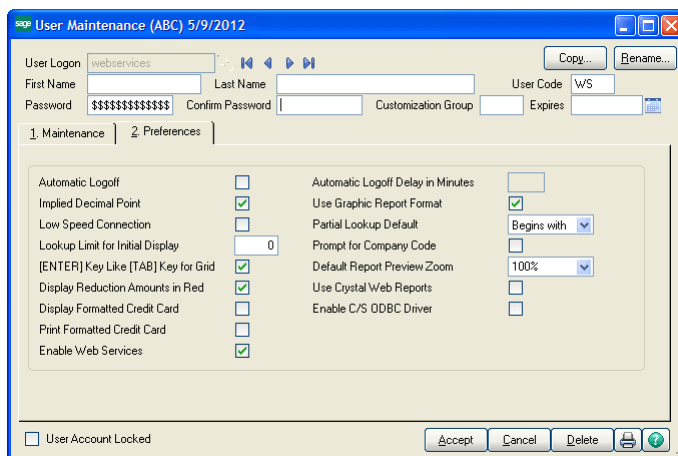 sage User Maintenance (ABC) 5/9/2012
User Logon webservices Copy... Rename...
First Name Last Name User Code WS
Password $$$$$$$$$$$$$ Confirm Password Customization Group Expires
1. Maintenance 2. Preferences
Automatic Logoff Automatic Logoff Delay in Minutes
Implied Decimal Point Use Graphic Report Format
Low Speed Connection Partial Lookup Default Begins with
Lookup Limit for Initial Display 0 Prompt for Company Code
[ENTER] Key Like [TAB] Key for Grid Default Report Preview Zoom 100%
Display Reduction Amounts in Red Use Crystal Web Reports
Display Formatted Credit Card Enable C/S ODBC Driver
Print Formatted Credit Card
Enable Web Services
User Account Locked Accept Cancel Delete